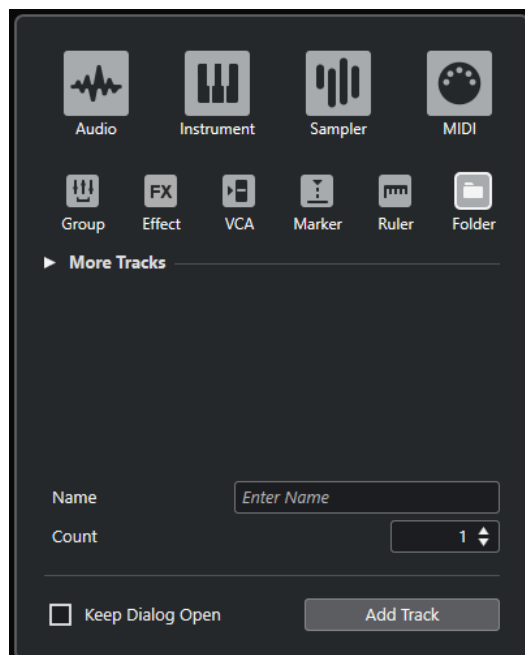 Audio Instrument Sampler MIDI
FX
Group Effect VCA Marker Ruler Folder
More Tracks
Name Enter Name
Count 1
Keep Dialog Open Add Track